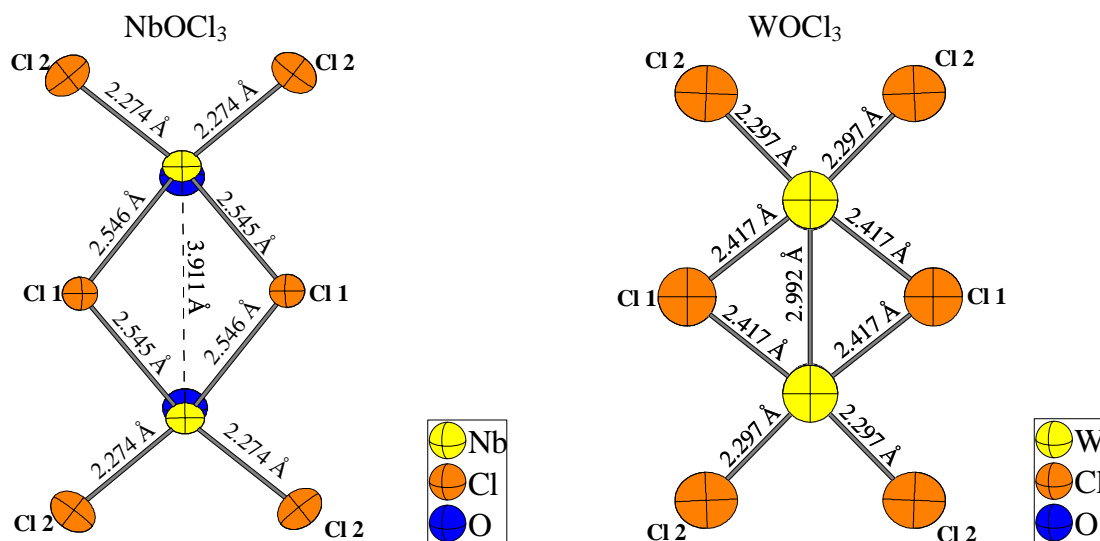 NbOCl₃
Cl 2
Cl 2
2.274 Å
2.274 Å
2.546 Å
2.545 Å
3.911 Å
Cl 1
Cl 1
2.545 Å
2.546 Å
2.274 Å
2.274 Å
Cl 2
Cl 2
Nb
Cl
O
WOCl₃
Cl 2
Cl 2
2.297 Å
2.297 Å
2.417 Å
2.417 Å
2.992 Å
Cl 1
Cl 1
2.417 Å
2.417 Å
2.297 Å
2.297 Å
Cl 2
Cl 2
W
Cl
O